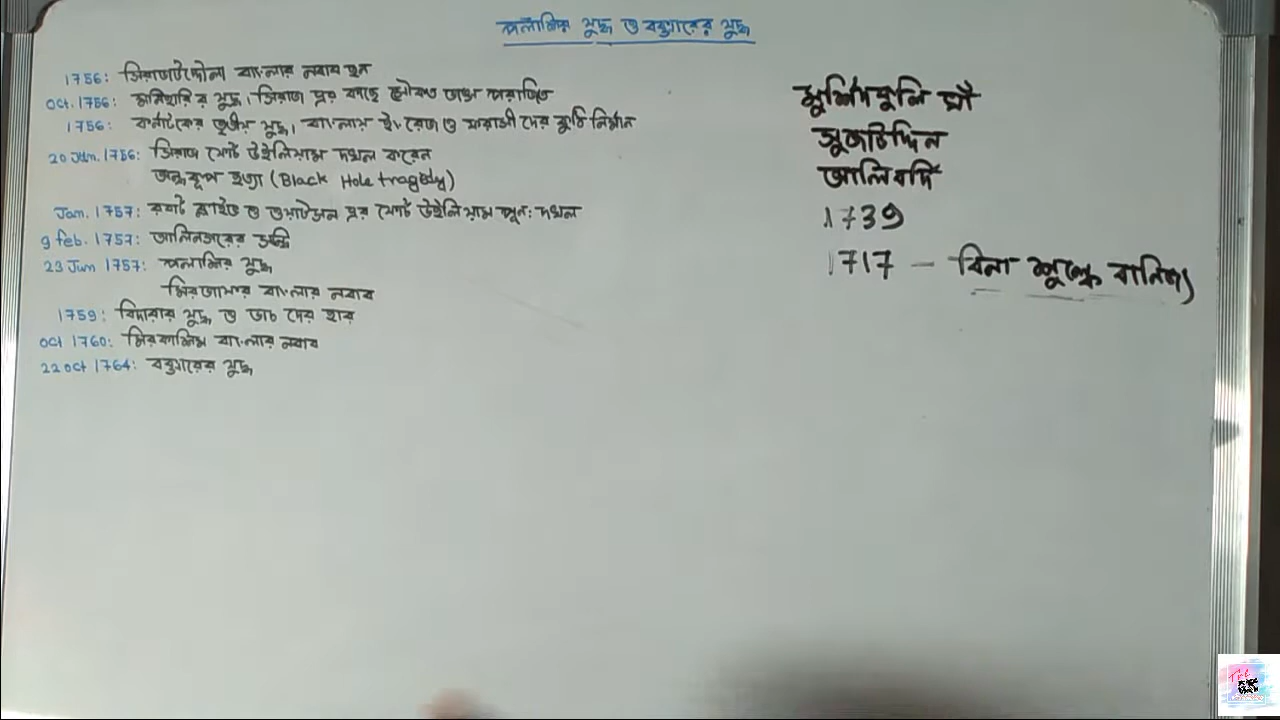 পলাশির যুদ্ধ ও বক্সারের যুদ্ধ
1756: সিরাজউদ্দৌলা বাংলার নবাব হন
Oct. 1756: মনিহারির যুদ্ধ। সিরাজ এর কাছে সৌকত জঙ্গ পরাজিত
1756: কর্নাটকের তৃতীয় যুদ্ধ। বাংলায় ইংরেজ ও ফরাসী দের কুঠি নির্মান
20 Jun. 1756: সিরাজ ফোর্ট উইলিয়াম দখল করেন
অন্ধকূপ হত্যা (Black Hole tragedy)
Jan. 1757: রবার্ট ক্লাইভ ও ওয়াটসন এর ফোর্ট উইলিয়াম পুন: দখল
9 feb. 1757: আলিনগরের সন্ধি
23 Jun 1757: পলাশির যুদ্ধ
মিরজাফর বাংলার নবাব
1759: বিদারার যুদ্ধ ও ডাচ দের হার
Oct 1760: মিরকাশিম বাংলার নবাব
22 Oct 1764: বক্সারের যুদ্ধ
মুর্শিদকুলি খাঁ
সুজাউদ্দিন
আলিবর্দি
1739
1717 – বিনা শুল্কে বানিজ্য